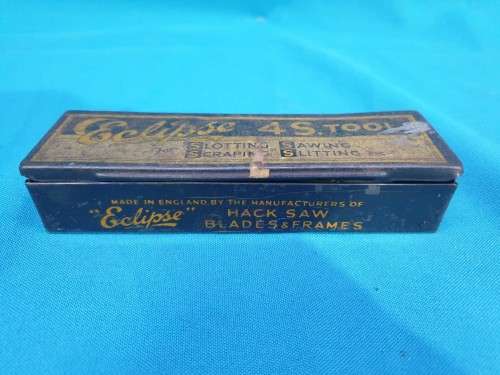 Eclipse 4.S. TOOL
For SLOTTING SAWING
SCRAPING SLITTING
MADE IN ENGLAND BY THE MANUFACTURERS OF
"Eclipse" HACK SAW
BLADES & FRAMES